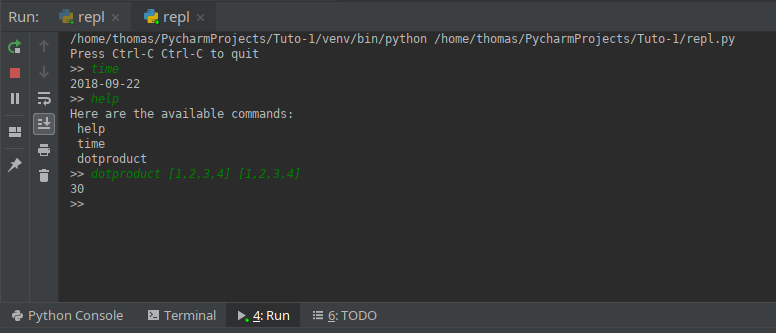 Run: repl × repl ×
/home/thomas/PycharmProjects/Tuto-1/venv/bin/python /home/thomas/PycharmProjects/Tuto-1/repl.py
Press Ctrl-C Ctrl-C to quit
>> time
2018-09-22
>> help
Here are the available commands:
 help
 time
 dotproduct
>> dotproduct [1,2,3,4] [1,2,3,4]
30
>>
Python Console Terminal 4: Run 6: TODO